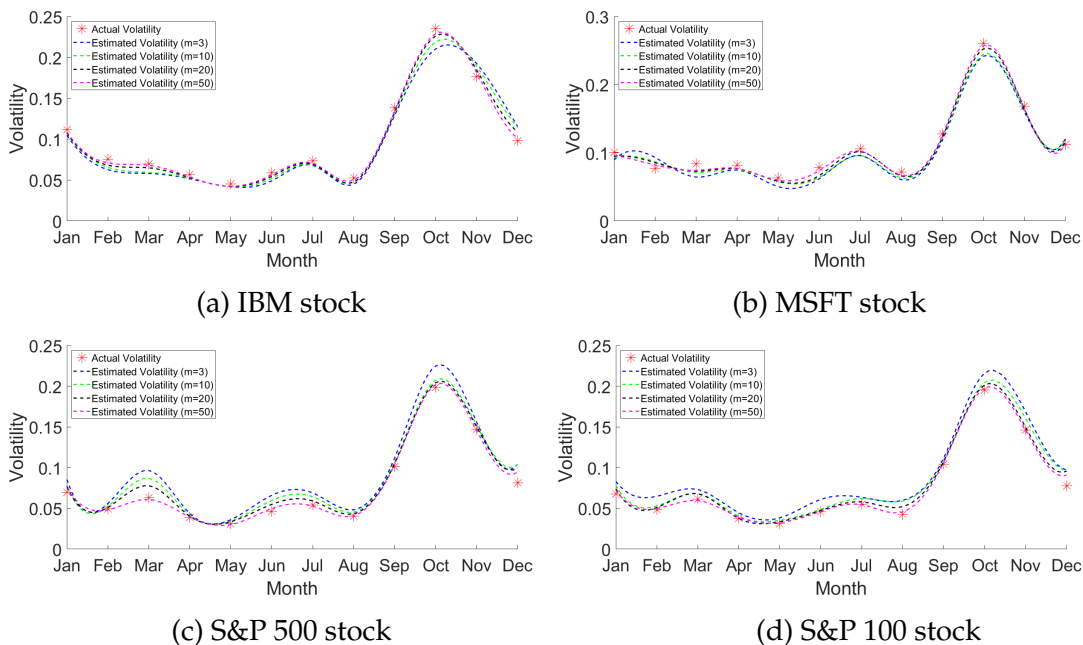 0.25
0.2
0.15
0.1
0.05
0
Volatility
Actual Volatility
Estimated Volatility (m=3)
Estimated Volatility (m=10)
Estimated Volatility (m=20)
Estimated Volatility (m=50)
Jan Feb Mar Apr May Jun Jul Aug Sep Oct Nov Dec
Month
(a) IBM stock
0.3
0.2
0.1
0
Volatility
Actual Volatility
Estimated Volatility (m=3)
Estimated Volatility (m=10)
Estimated Volatility (m=20)
Estimated Volatility (m=50)
Jan Feb Mar Apr May Jun Jul Aug Sep Oct Nov Dec
Month
(b) MSFT stock
0.25
0.2
0.15
0.1
0.05
0
Volatility
Actual Volatility
Estimated Volatility (m=3)
Estimated Volatility (m=10)
Estimated Volatility (m=20)
Estimated Volatility (m=50)
Jan Feb Mar Apr May Jun Jul Aug Sep Oct Nov Dec
Month
(c) S&P 500 stock
0.25
0.2
0.15
0.1
0.05
0
Volatility
Actual Volatility
Estimated Volatility (m=3)
Estimated Volatility (m=10)
Estimated Volatility (m=20)
Estimated Volatility (m=50)
Jan Feb Mar Apr May Jun Jul Aug Sep Oct Nov Dec
Month
(d) S&P 100 stock